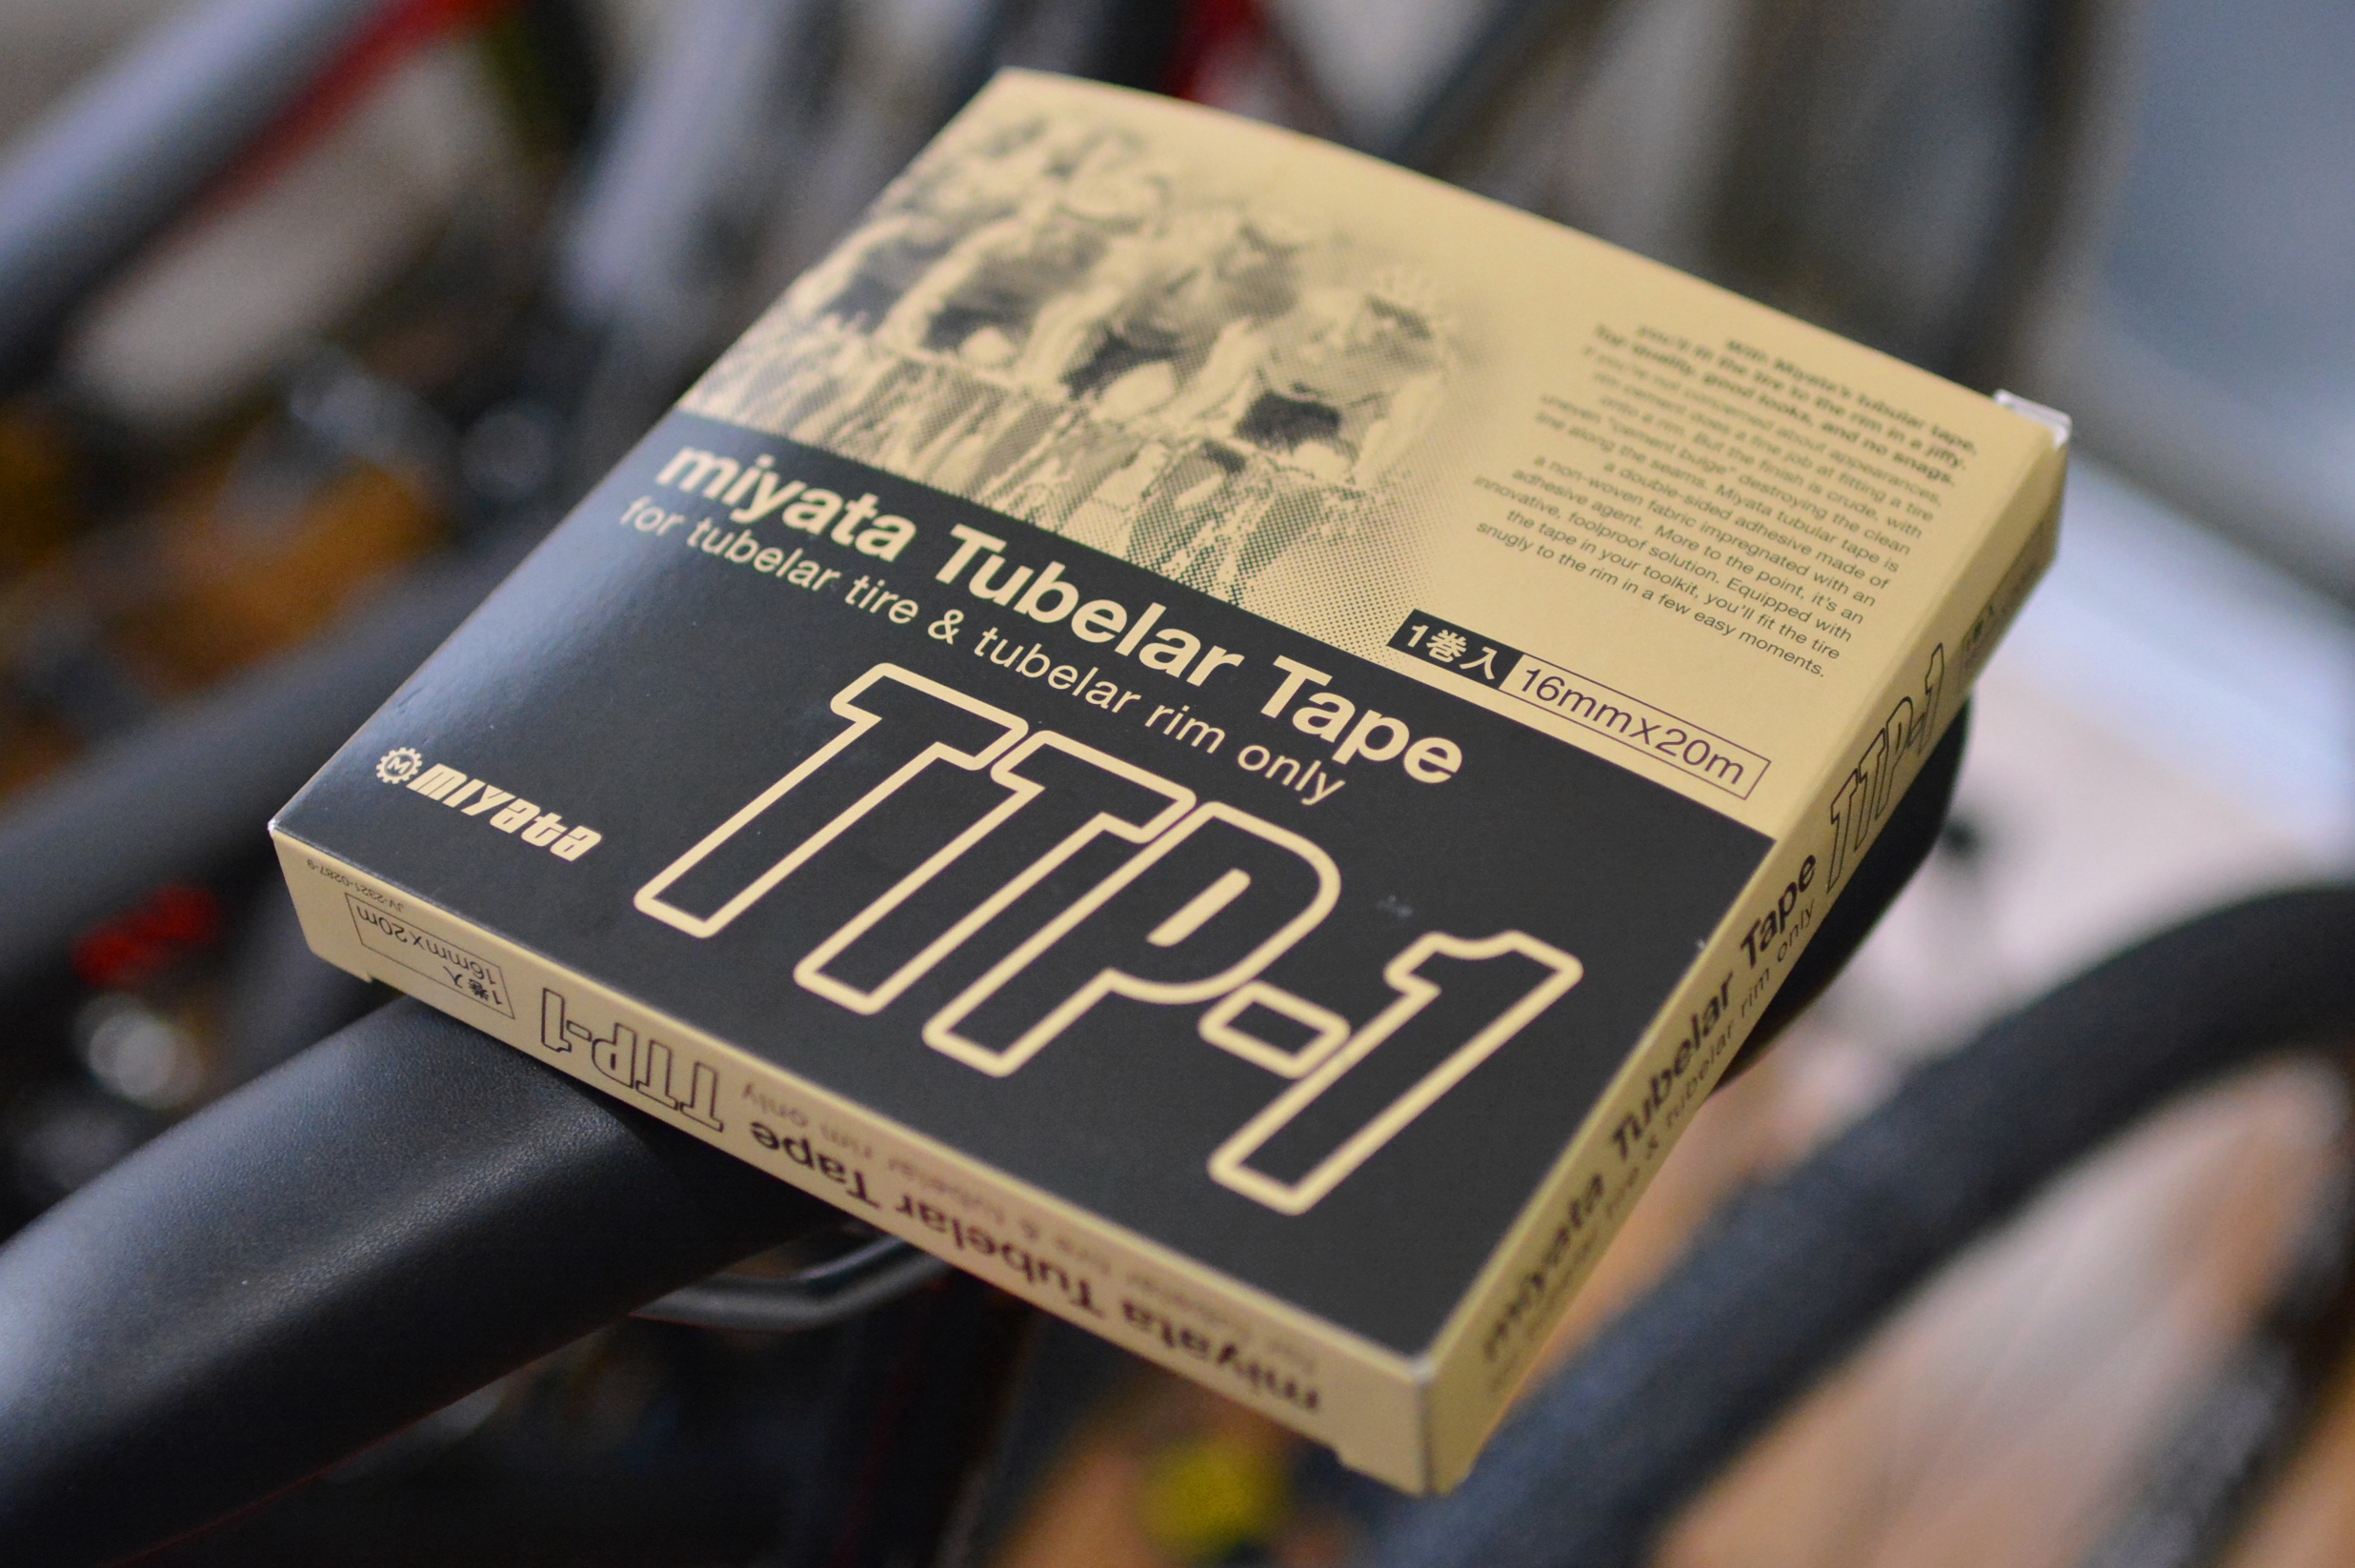 With Miyata's tubular tape,
you'll fit the tire to the rim in a jiffy.
Top quality, good looks, and no snags.
If you're not concerned about appearances,
rim cement does a fine job at fitting a tire
onto a rim. But the finish is crude, with
uneven "cement bulge" destroying the clean
line along the seams. Miyata tubular tape is
a double-sided adhesive made of
a non-woven fabric impregnated with an
adhesive agent. More to the point, it's an
innovative, foolproof solution. Equipped with
the tape in your toolkit, you'll fit the tire
snugly to the rim in a few easy moments.
1巻入 16mmx20m
miyata Tubelar Tape
for tubelar tire & tubelar rim only
TTP-1
M miyata
miyata Tubelar Tape TTP-1
tire & tubelar rim only
JV-2321-0287-9
1巻入
16mmx20m
TTP-1
miyata Tubelar Tape
for tubelar tire & tubelar rim only